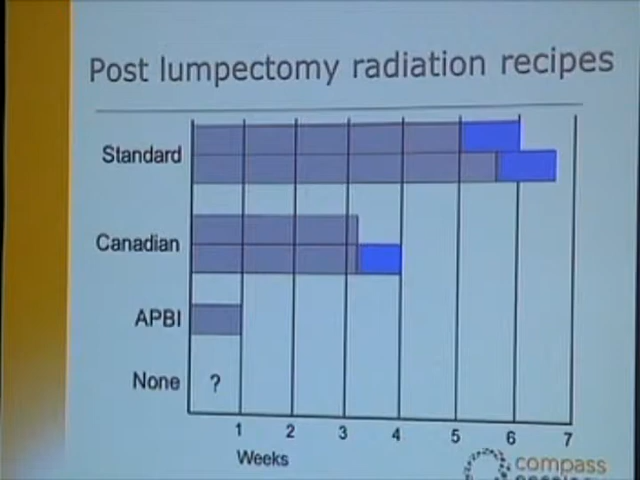 Post lumpectomy radiation recipes
Standard
Canadian
APBI
None ?
1 2 3 4 5 6 7
Weeks
compass